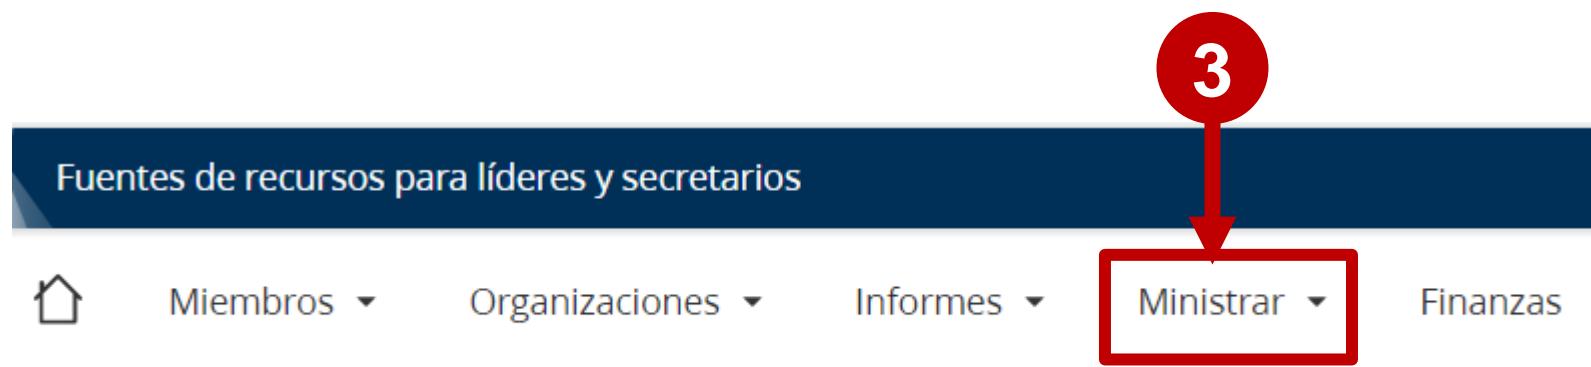 3
Fuentes de recursos para líderes y secretarios
Miembros Organizaciones Informes Ministrar Finanzas